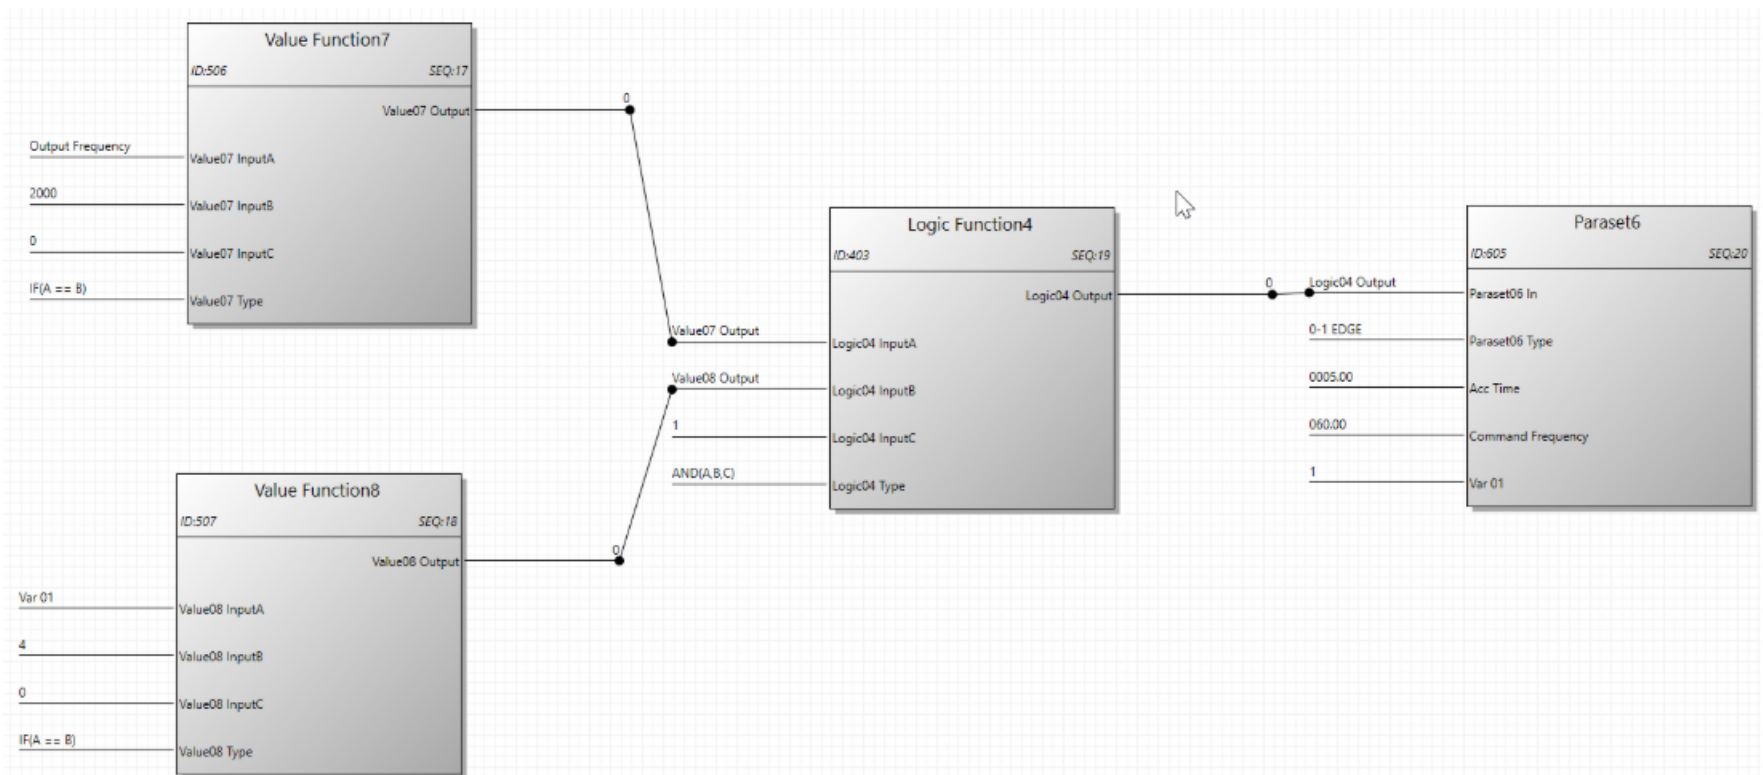 Value Function7
ID:506 SEQ:17
Value07 Output
0
Output Frequency
Value07 InputA
2000
Value07 InputB
0
Value07 InputC
IF(A == B)
Value07 Type
Value Function8
ID:507 SEQ:18
Value08 Output
0
Var 01
Value08 InputA
4
Value08 InputB
0
Value08 InputC
IF(A == B)
Value08 Type
Logic Function4
ID:403 SEQ:19
Logic04 Output
0
Value07 Output
Logic04 InputA
Value08 Output
Logic04 InputB
1
Logic04 InputC
AND(A,B,C)
Logic04 Type
Paraset6
ID:605 SEQ:20
Logic04 Output
Paraset06 In
0-1 EDGE
Paraset06 Type
0005.00
Acc Time
060.00
Command Frequency
1
Var 01